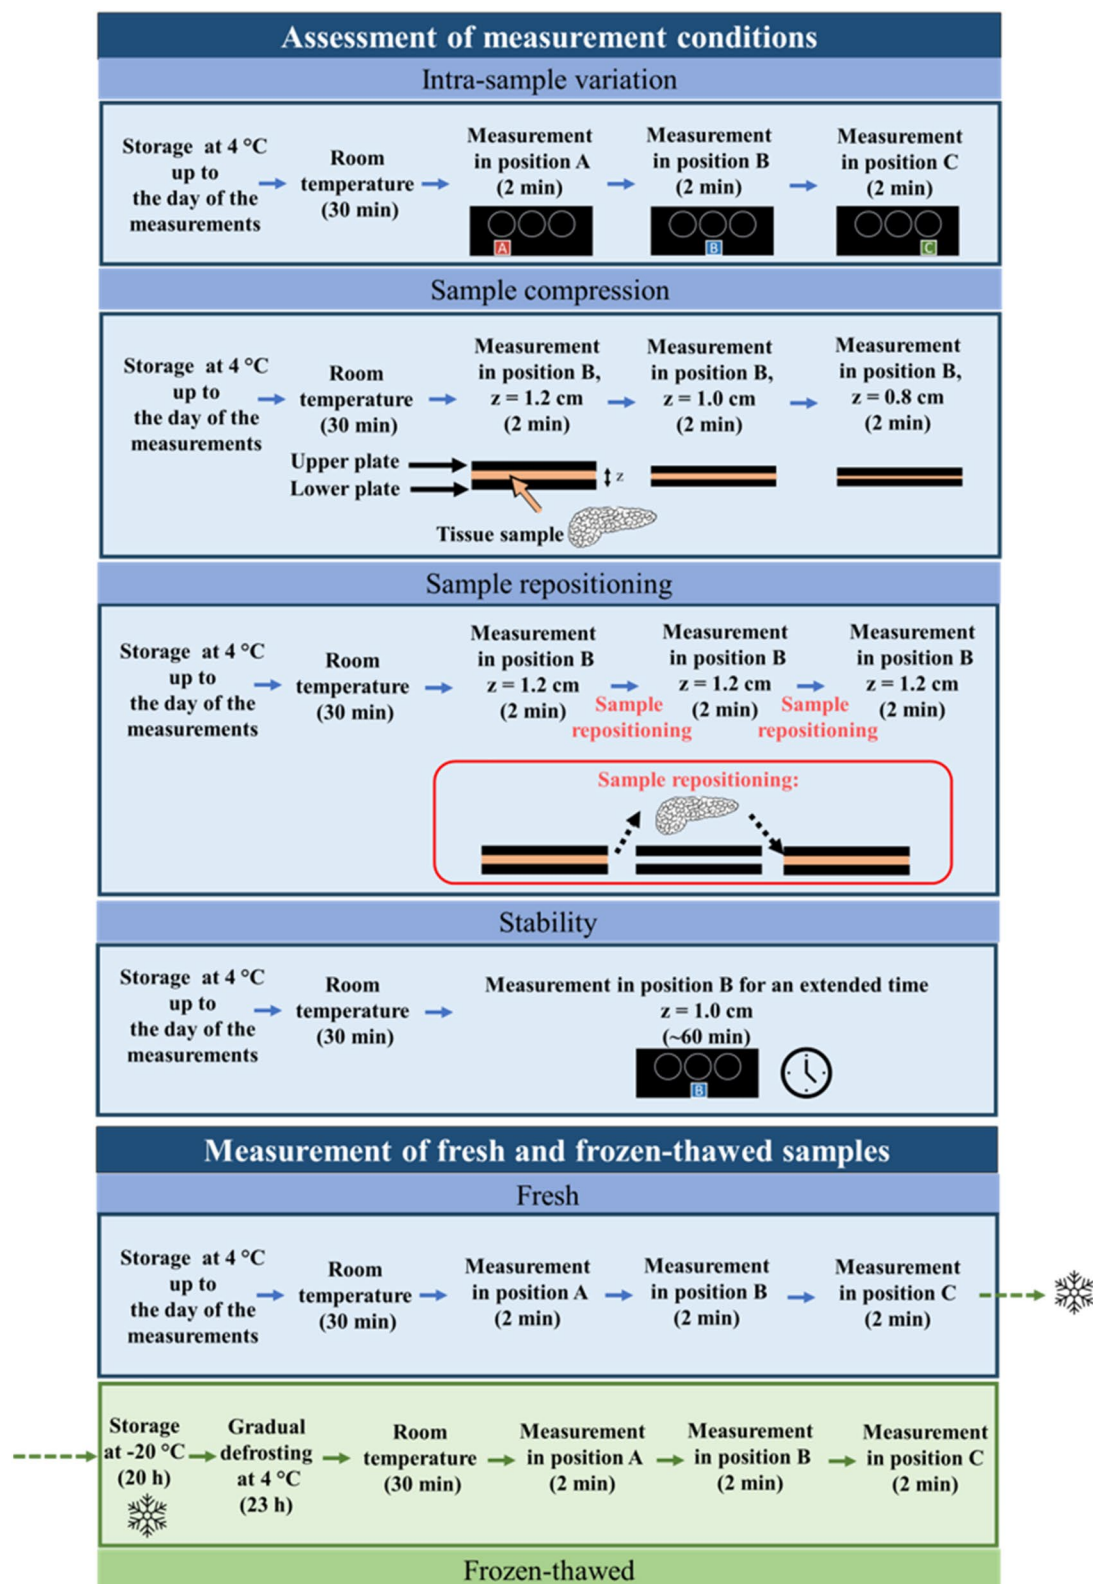 Assessment of measurement conditions
Intra-sample variation
Storage at 4 °C
up to
the day of the
measurements
Room
temperature
(30 min)
Measurement
in position A
(2 min)
A
Measurement
in position B
(2 min)
B
Measurement
in position C
(2 min)
C
Sample compression
Storage at 4 °C
up to
the day of the
measurements
Room
temperature
(30 min)
Measurement
in position B,
z = 1.2 cm
(2 min)
Measurement
in position B,
z = 1.0 cm
(2 min)
Measurement
in position B,
z = 0.8 cm
(2 min)
Upper plate
Lower plate
z
Tissue sample
Sample repositioning
Storage at 4 °C
up to
the day of the
measurements
Room
temperature
(30 min)
Measurement
in position B
z = 1.2 cm
(2 min)
Sample
repositioning
Measurement
in position B
z = 1.2 cm
(2 min)
Sample
repositioning
Measurement
in position B
z = 1.2 cm
(2 min)
Sample repositioning:
Stability
Storage at 4 °C
up to
the day of the
measurements
Room
temperature
(30 min)
Measurement in position B for an extended time
z = 1.0 cm
(~60 min)
B
Measurement of fresh and frozen-thawed samples
Fresh
Storage at 4 °C
up to
the day of the
measurements
Room
temperature
(30 min)
Measurement
in position A
(2 min)
Measurement
in position B
(2 min)
Measurement
in position C
(2 min)
Storage
at -20 °C
(20 h)
Gradual
defrosting
at 4 °C
(23 h)
Room
temperature
(30 min)
Measurement
in position A
(2 min)
Measurement
in position B
(2 min)
Measurement
in position C
(2 min)
Frozen-thawed